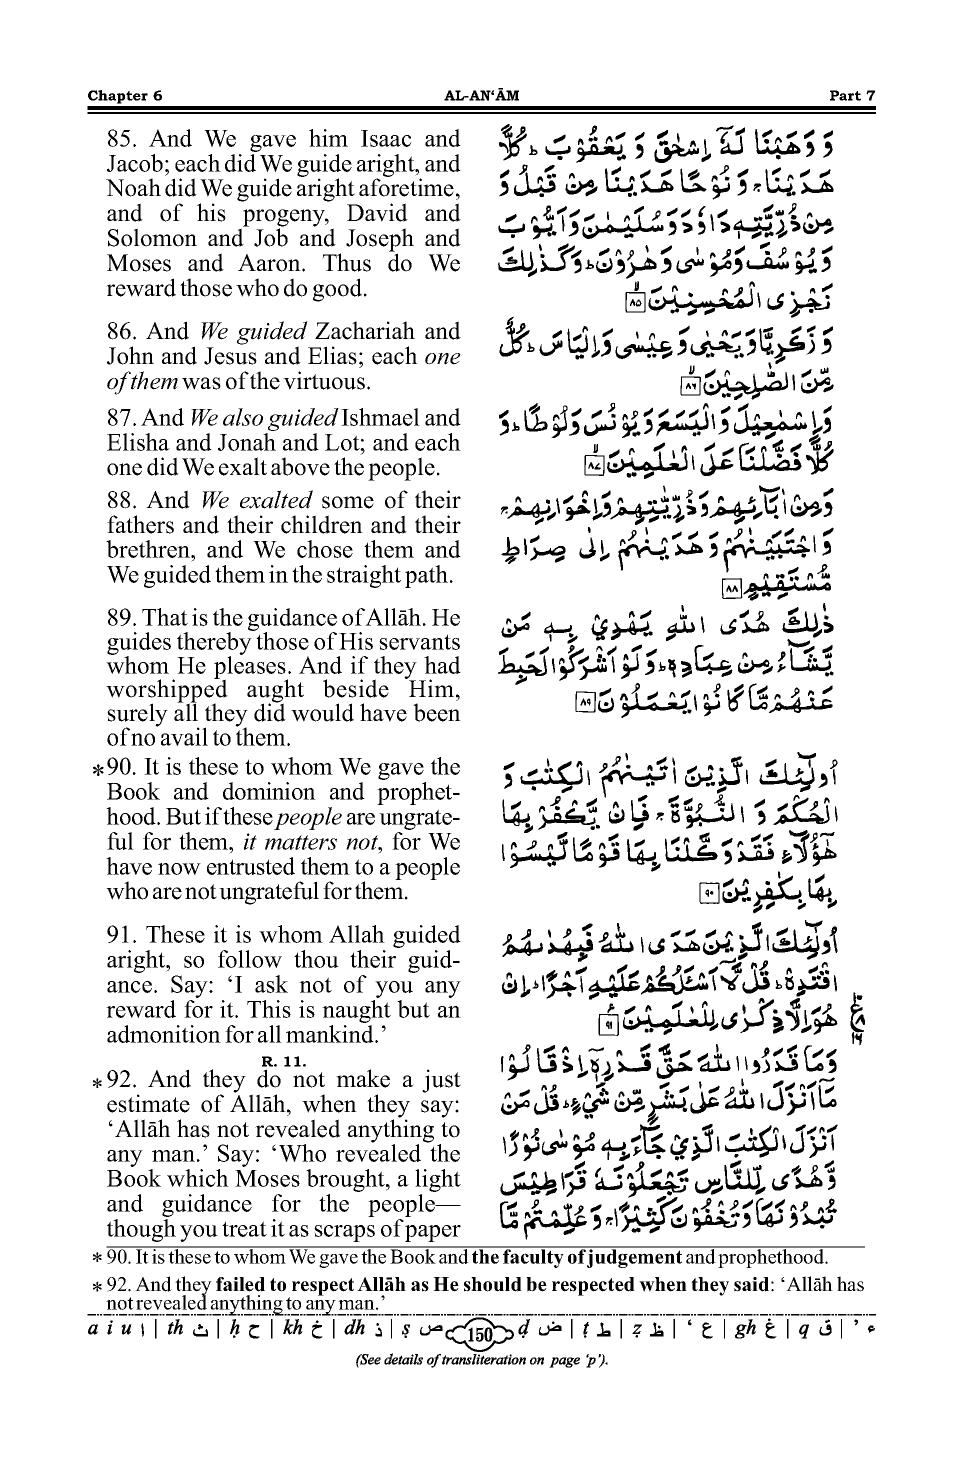 Chapter 6 AL-AN‘ĀM Part 7
85. And We gave him Isaac and
Jacob; each did We guide aright, and
Noah did We guide aright aforetime,
and of his progeny, David and
Solomon and Job and Joseph and
Moses and Aaron. Thus do We
reward those who do good.
86. And We guided Zachariah and
John and Jesus and Elias; each one
of them was of the virtuous.
87. And We also guided Ishmael and
Elisha and Jonah and Lot; and each
one did We exalt above the people.
88. And We exalted some of their
fathers and their children and their
brethren, and We chose them and
We guided them in the straight path.
89. That is the guidance of Allāh. He
guides thereby those of His servants
whom He pleases. And if they had
worshipped aught beside Him,
surely all they did would have been
of no avail to them.
*90. It is these to whom We gave the
Book and dominion and prophet-
hood. But if these people are ungrate-
ful for them, it matters not, for We
have now entrusted them to a people
who are not ungrateful for them.
91. These it is whom Allah guided
aright, so follow thou their guid-
ance. Say: ‘I ask not of you any
reward for it. This is naught but an
admonition for all mankind.’
R. 11.
*92. And they do not make a just
estimate of Allāh, when they say:
‘Allāh has not revealed anything to
any man.’ Say: ‘Who revealed the
Book which Moses brought, a light
and guidance for the people—
though you treat it as scraps of paper
وَ وَهَبْنَا لَهٗۤ اِسْحٰقَ وَ يَعْقُوْبَ ؕ كُلًّا
هَدَيْنَا ۚ وَ نُوْحًا هَدَيْنَا مِنْ قَبْلُ وَ
مِنْ ذُرِّيَّتِهٖ دَاوٗدَ وَ سُلَيْمٰنَ وَ اَيُّوْبَ
وَ يُوْسُفَ وَ مُوْسٰى وَ هٰرُوْنَ ؕ وَ كَذٰلِكَ
نَجْزِى الْمُحْسِنِيْنَ ۙ﴿۸۵﴾
وَ زَكَرِيَّا وَ يَحْيٰى وَ عِيْسٰى وَ اِلْيَاسَ ؕ كُلٌّ
مِّنَ الصّٰلِحِيْنَ ۙ﴿۸۶﴾
وَ اِسْمٰعِيْلَ وَ الْيَسَعَ وَ يُوْنُسَ وَ لُوْطًا ؕ وَ
كُلًّا فَضَّلْنَا عَلَى الْعٰلَمِيْنَ ۙ﴿۸۷﴾
وَ مِنْ اٰبَآئِهِمْ وَ ذُرِّيّٰتِهِمْ وَ اِخْوَانِهِمْ ۚ
وَ اجْتَبَيْنٰهُمْ وَ هَدَيْنٰهُمْ اِلٰى صِرَاطٍ
مُّسْتَقِيْمٍ ﴿۸۸﴾
ذٰلِكَ هُدَى اللّٰهِ يَهْدِيْ بِهٖ مَنْ
يَّشَآءُ مِنْ عِبَادِهٖ ؕ وَ لَوْ اَشْرَكُوْا لَحَبِطَ
عَنْهُمْ مَّا كَانُوْا يَعْمَلُوْنَ ﴿۸۹﴾
اُولٰٓئِكَ الَّذِيْنَ اٰتَيْنٰهُمُ الْكِتٰبَ وَ
الْحُكْمَ وَ النُّبُوَّةَ ۚ فَاِنْ يَّكْفُرْ بِهَا
هٰۤؤُلَآءِ فَقَدْ وَكَّلْنَا بِهَا قَوْمًا لَّيْسُوْا
بِهَا بِكٰفِرِيْنَ ﴿۹۰﴾
اُولٰٓئِكَ الَّذِيْنَ هَدَى اللّٰهُ فَبِهُدٰىهُمُ
اقْتَدِهْ ؕ قُلْ لَّاۤ اَسْئَلُكُمْ عَلَيْهِ اَجْرًا ؕ اِنْ
هُوَ اِلَّا ذِكْرٰى لِلْعٰلَمِيْنَ ﴿۹۱﴾
وَ مَا قَدَرُوا اللّٰهَ حَقَّ قَدْرِهٖۤ اِذْ قَالُوْا
مَاۤ اَنْزَلَ اللّٰهُ عَلٰى بَشَرٍ مِّنْ شَيْءٍ ؕ قُلْ مَنْ
اَنْزَلَ الْكِتٰبَ الَّذِيْ جَآءَ بِهٖ مُوْسٰى نُوْرًا
وَّ هُدًى لِّلنَّاسِ تَجْعَلُوْنَهٗ قَرَاطِيْسَ
تُبْدُوْنَهَا وَ تُخْفُوْنَ كَثِيْرًا ۚ وَ عُلِّمْتُمْ مَّا
* 90. It is these to whom We gave the Book and the faculty of judgement and prophethood.
* 92. And they failed to respect Allāh as He should be respected when they said: ‘Allāh has
not revealed anything to any man.’
a i u ا | th ث | ḥ ح | kh خ | dh ذ | ṣ ص 150 ḍ ض | ṭ ط | ẓ ظ | ‘ ع | gh غ | q ق | ’ ء
(See details of transliteration on page ‘p’).